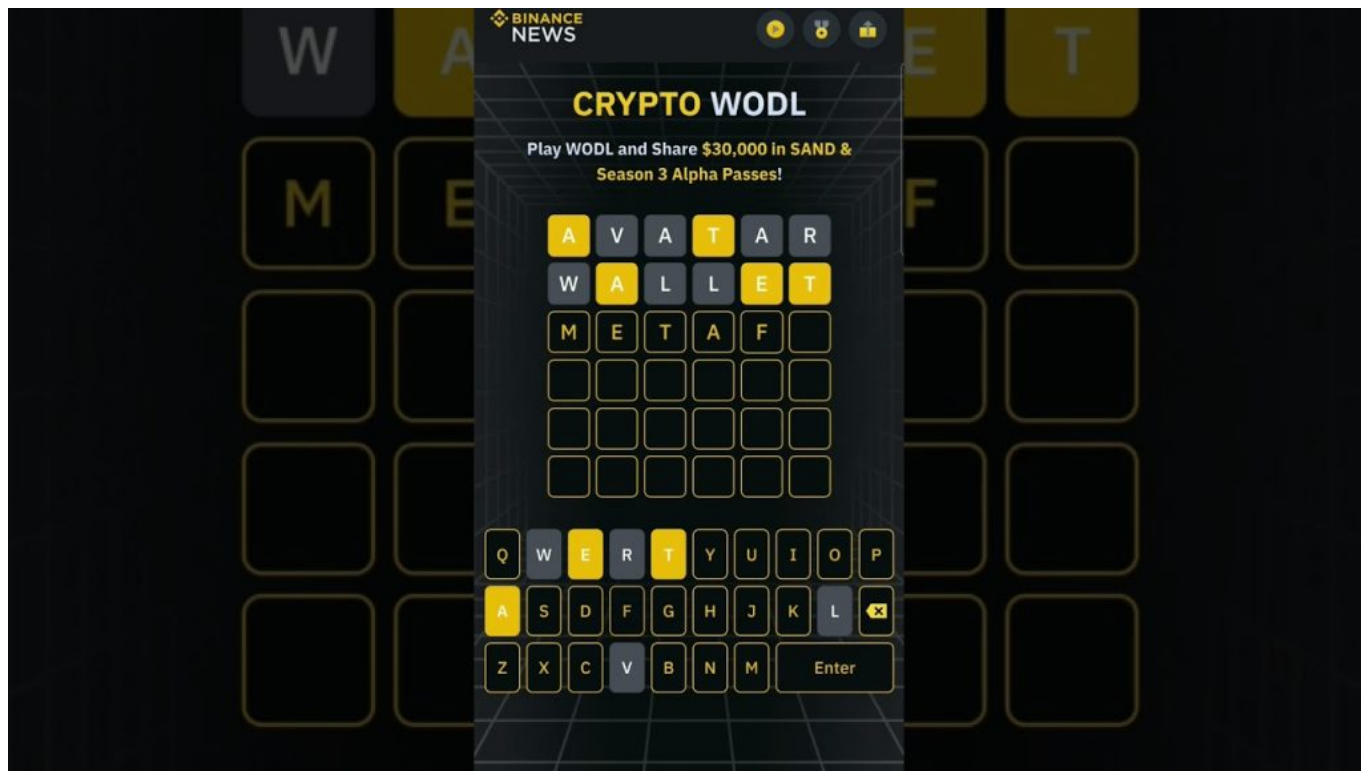 BINANCE
NEWS
CRYPTO WODL
Play WODL and Share $30,000 in SAND &
Season 3 Alpha Passes!
A V A T A R
W A L L E T
M E T A F
Q W E R T Y U I O P
A S D F G H J K L
Z X C V B N M Enter
W A E T
M E F